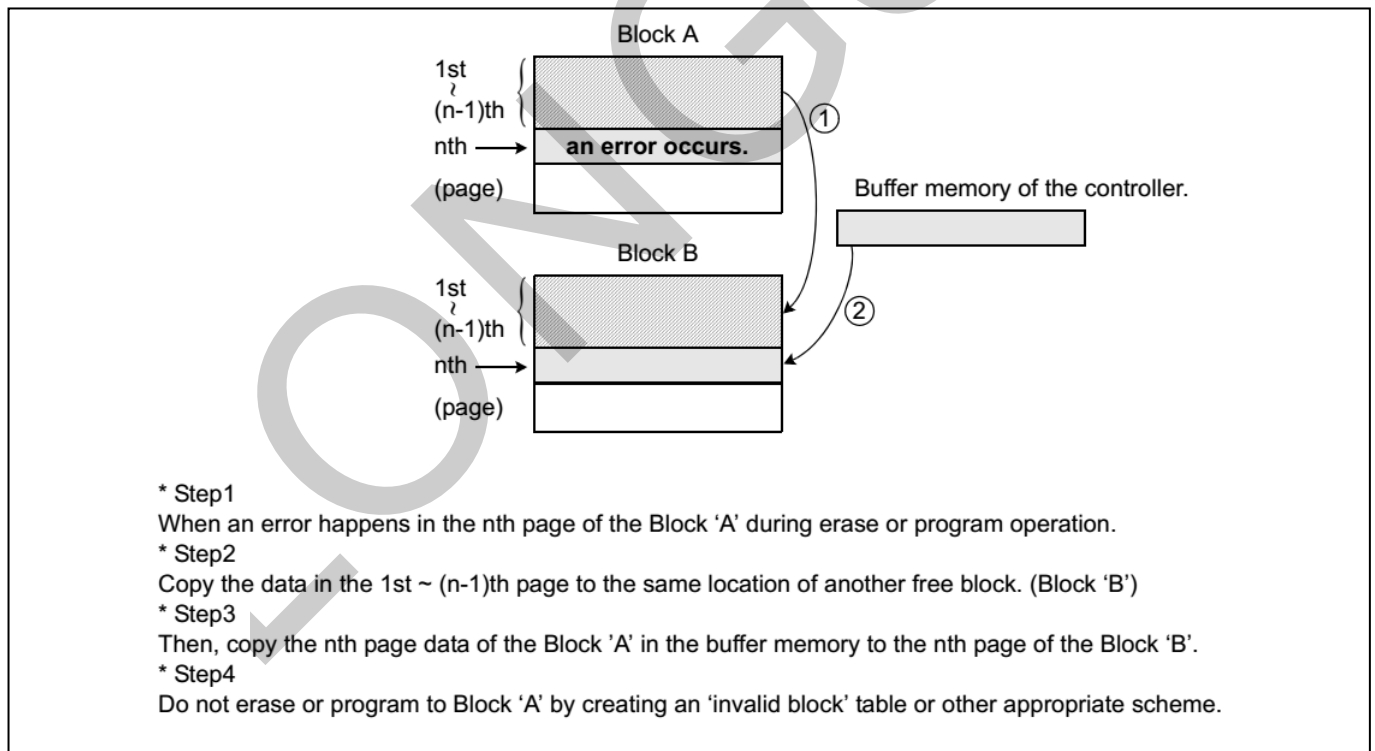 Block A
1st
~
(n-1)th
nth
an error occurs.
(page)
1
Buffer memory of the controller.
Block B
1st
~
(n-1)th
nth
(page)
2
* Step1
When an error happens in the nth page of the Block ‘A’ during erase or program operation.
* Step2
Copy the data in the 1st ~ (n-1)th page to the same location of another free block. (Block ‘B’)
* Step3
Then, copy the nth page data of the Block ’A’ in the buffer memory to the nth page of the Block ‘B’.
* Step4
Do not erase or program to Block ‘A’ by creating an ‘invalid block’ table or other appropriate scheme.